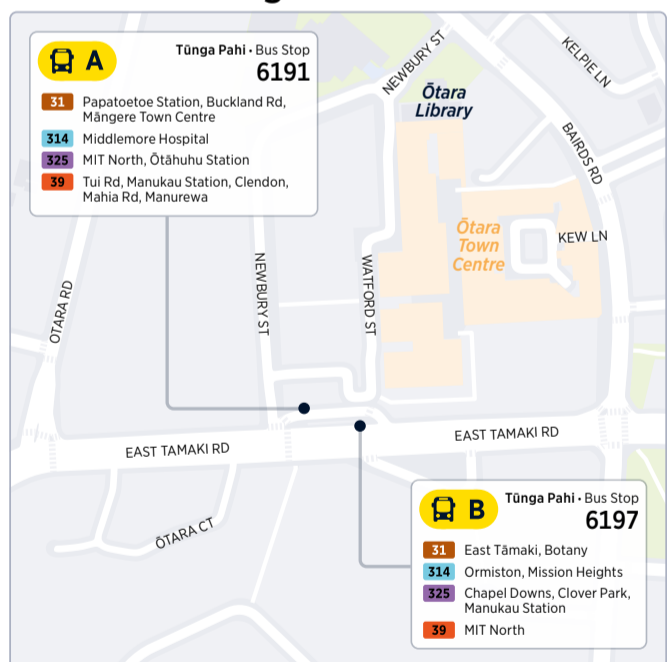 A
Tūnga Pahi • Bus Stop
6191
31 Papatoetoe Station, Buckland Rd,
Māngere Town Centre
314 Middlemore Hospital
325 MIT North, Ōtāhuhu Station
39 Tui Rd, Manukau Station, Clendon,
Mahia Rd, Manurewa
NEWBURY ST
KELPIE LN
Ōtara
Library
BAIRDS RD
Ōtara
Town
Centre
KEW LN
OTARA RD
NEWBURY ST
WATFORD ST
EAST TAMAKI RD
EAST TAMAKI RD
ŌTARA CT
B
Tūnga Pahi • Bus Stop
6197
31 East Tāmaki, Botany
314 Ormiston, Mission Heights
325 Chapel Downs, Clover Park,
Manukau Station
39 MIT North